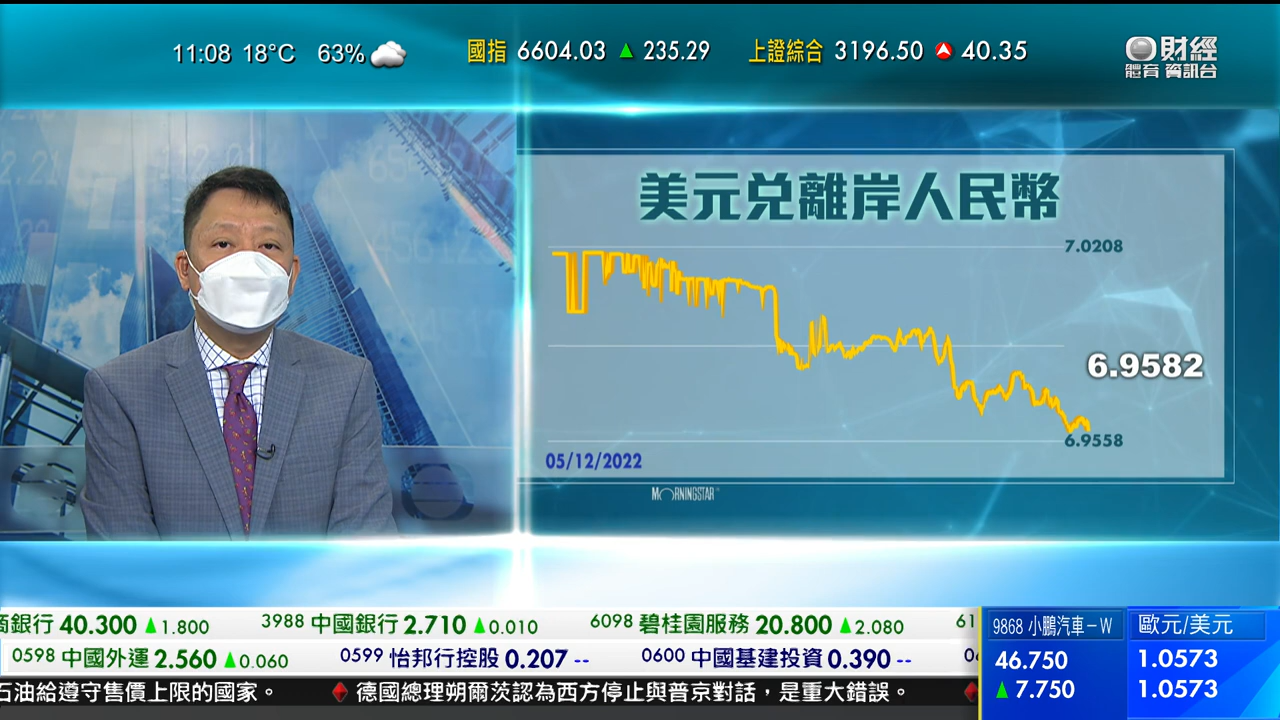 11:08 18°C 63% 國指 6604.03 ▲ 235.29 上證綜合 3196.50 40.35
財經
體育 資訊台
美元兌離岸人民幣
7.0208
6.9582
6.9558
05/12/2022
MORNINGSTAR
商銀行 40.300 ▲1.800 3988 中國銀行 2.710 ▲0.010 6098 碧桂園服務 20.800 ▲2.080 61
0598 中國外運 2.560 ▲0.060 0599 怡邦行控股 0.207 -- 0600 中國基建投資 0.390 --
石油給遵守售價上限的國家。 德國總理朔爾茨認為西方停止與普京對話，是重大錯誤。
9868 小鵬汽車－W
46.750
▲ 7.750
歐元/美元
1.0573
1.0573